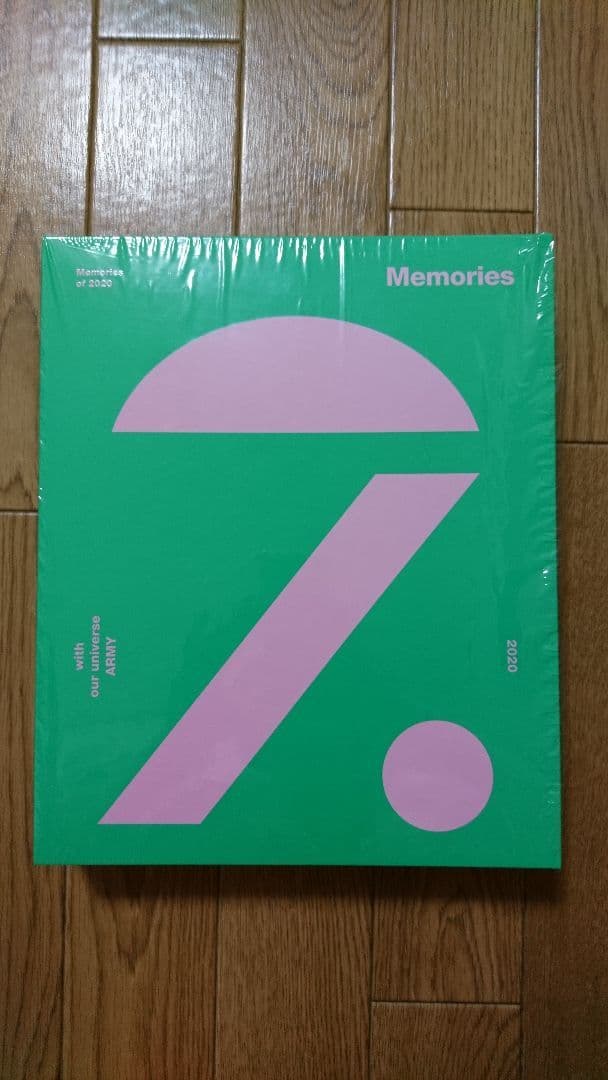 Memories
of 2020
Memories
with
our universe
ARMY
2020